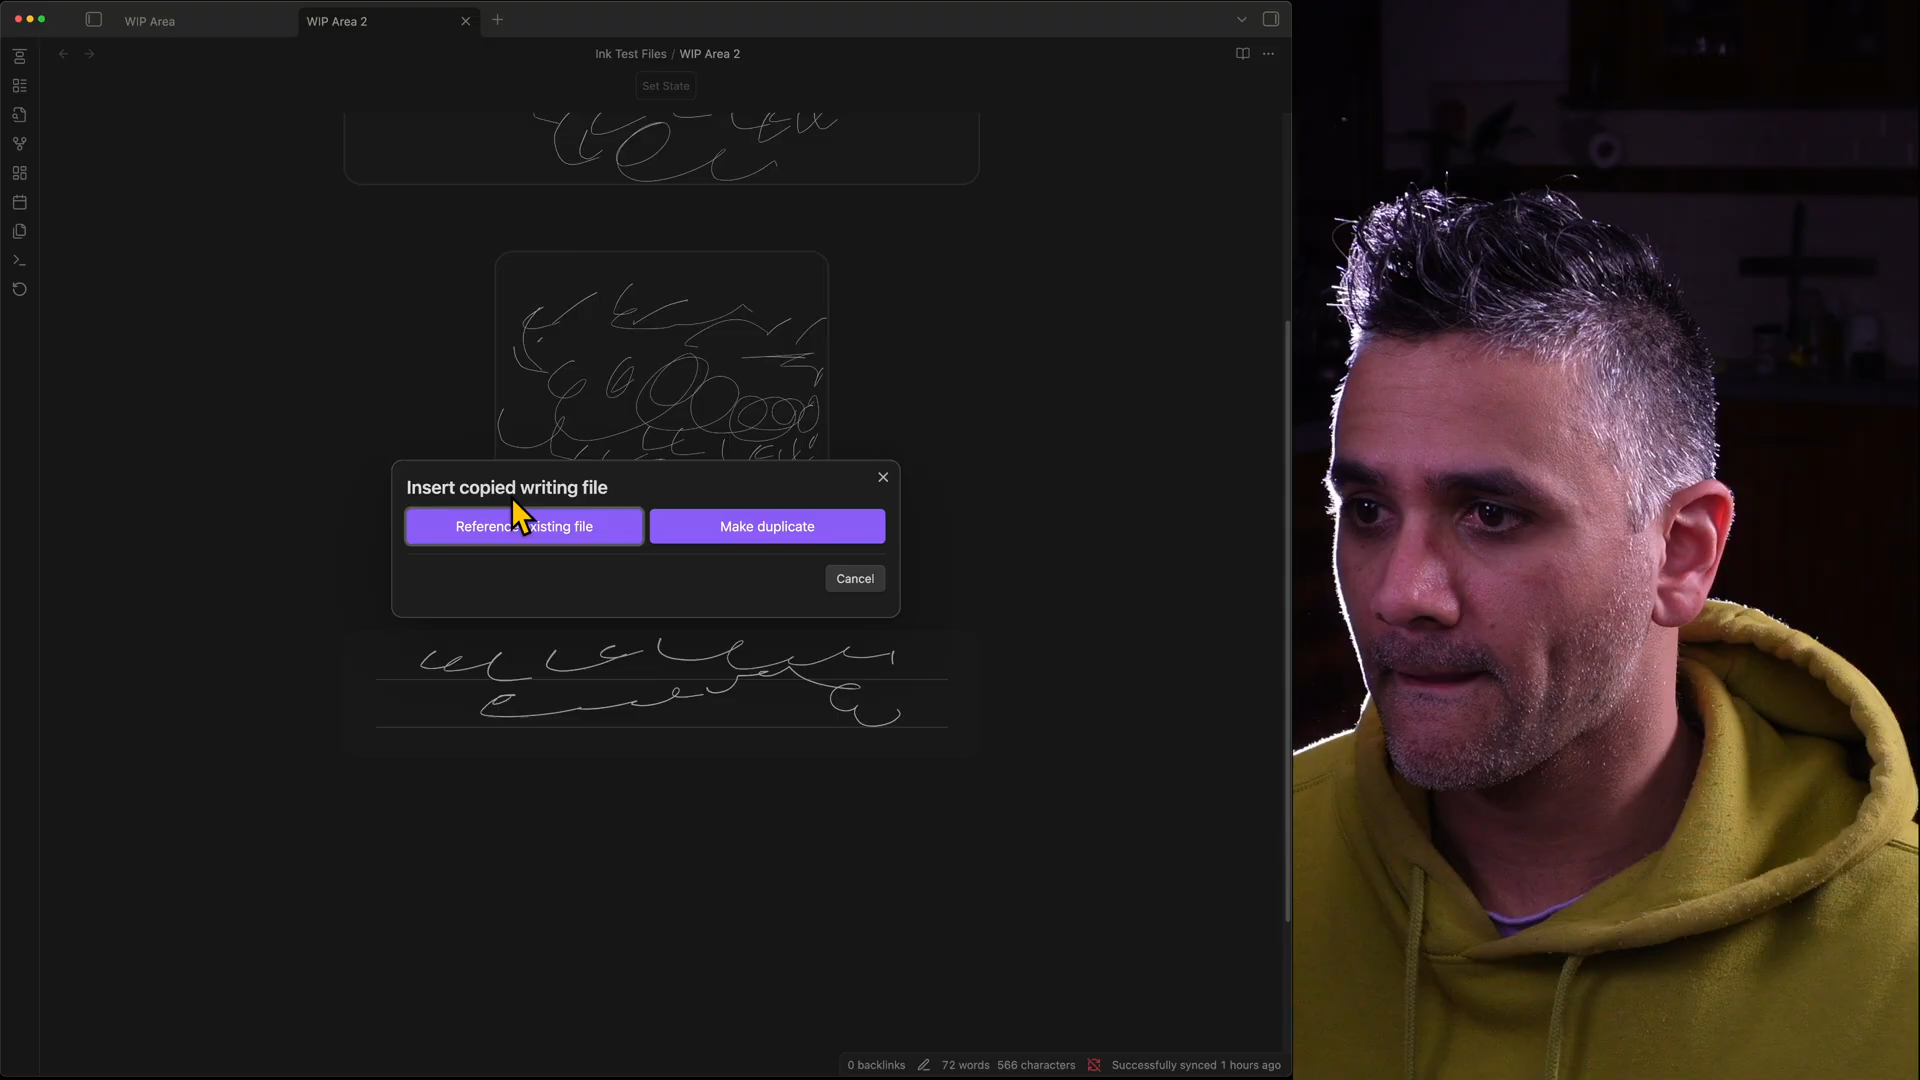 WIP Area
WIP Area 2
Ink Test Files / WIP Area 2
Set State
Insert copied writing file
Reference existing file
Make duplicate
Cancel
0 backlinks 72 words 566 characters Successfully synced 1 hours ago